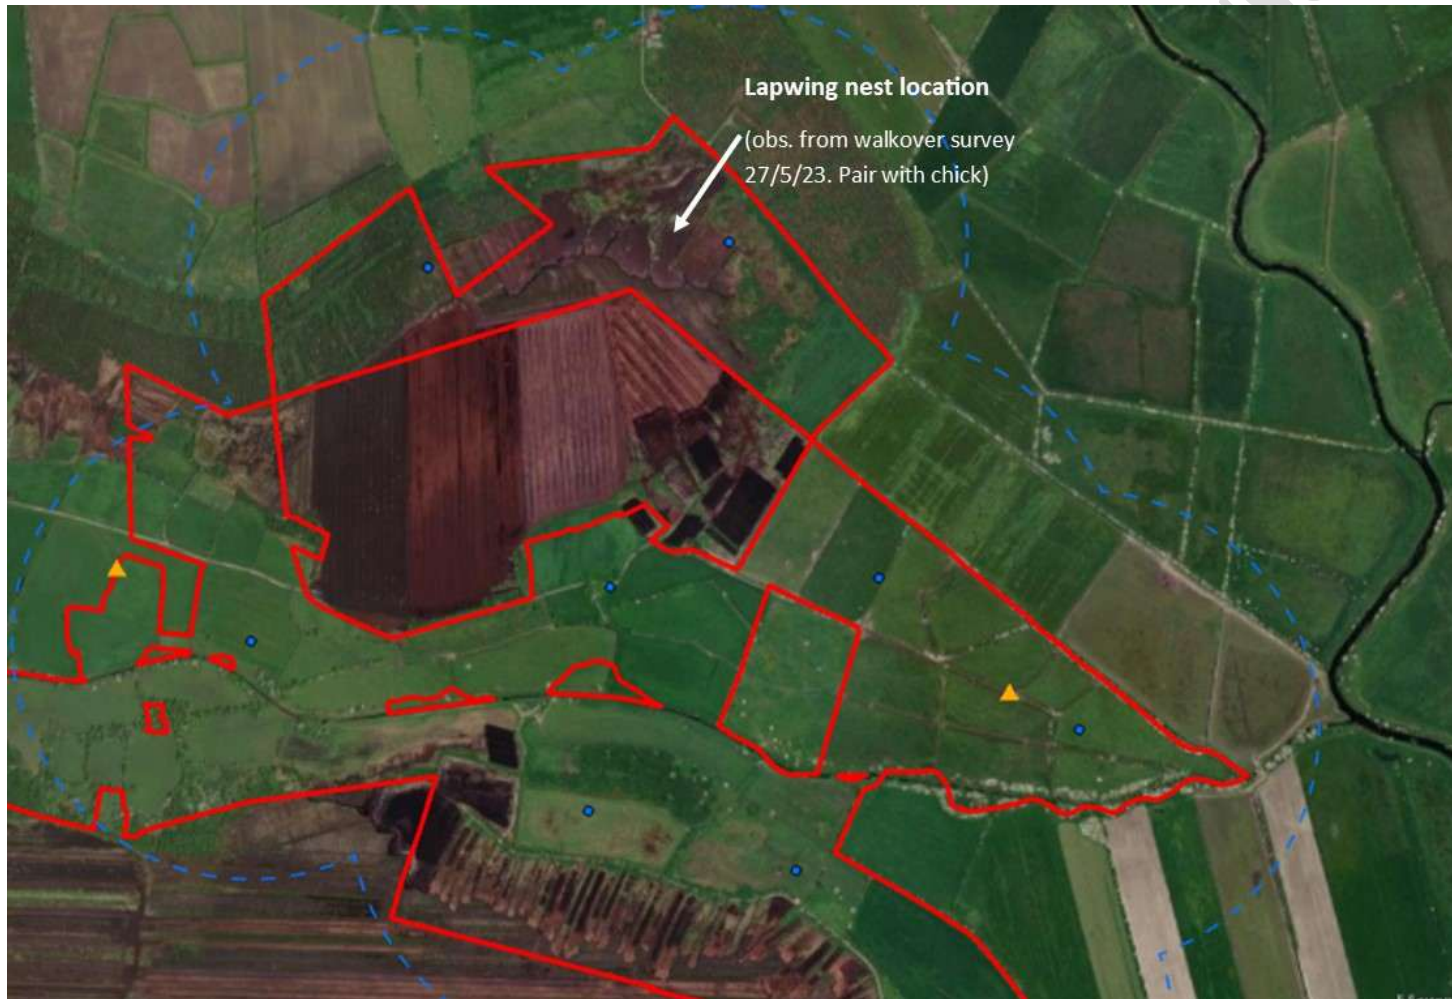 Lapwing nest location
(obs. from walkover survey
27/5/23. Pair with chick)